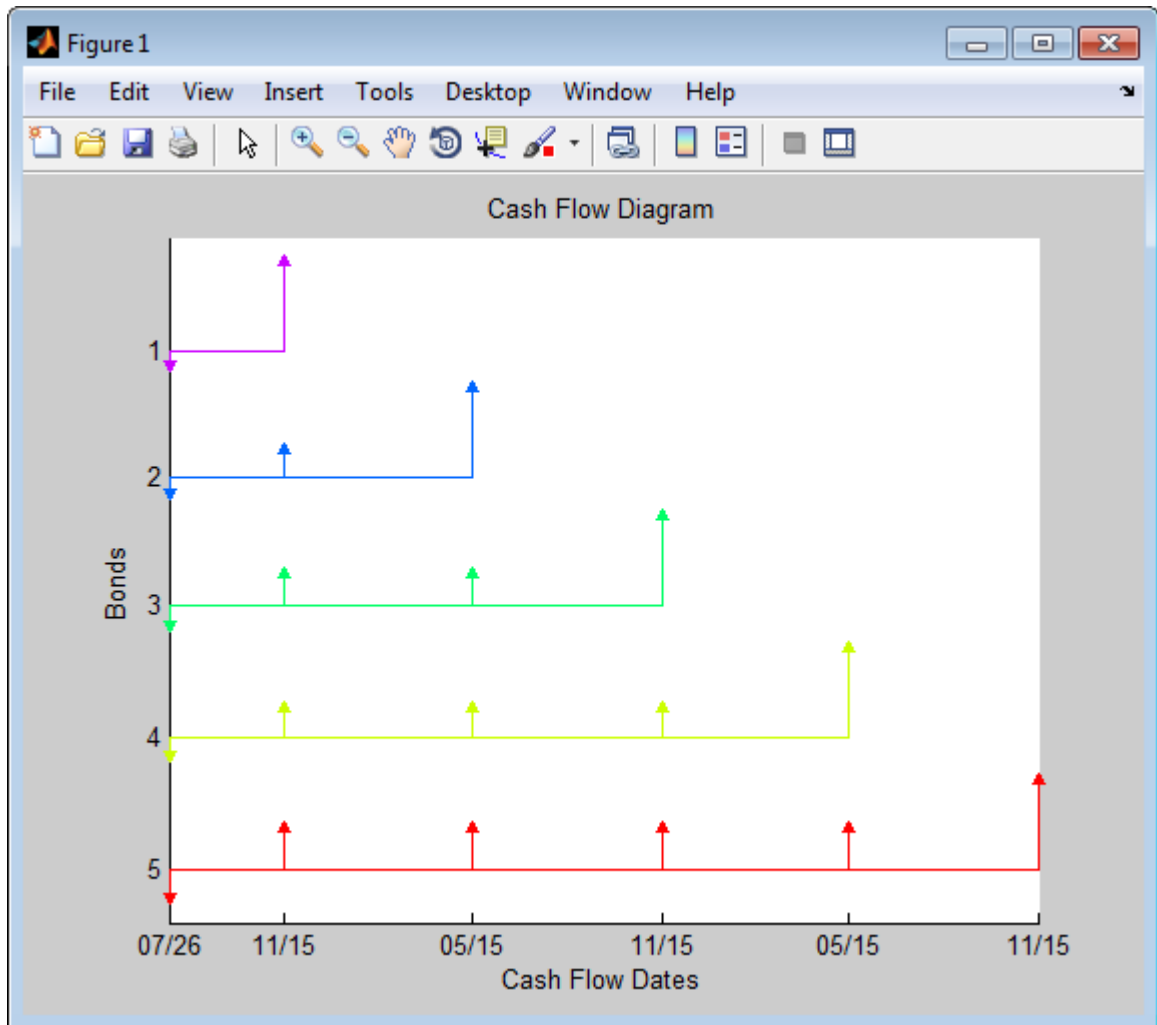 Figure 1
File Edit View Insert Tools Desktop Window Help
Cash Flow Diagram
1
2
3
4
5
Bonds
07/26 11/15 05/15 11/15 05/15 11/15
Cash Flow Dates